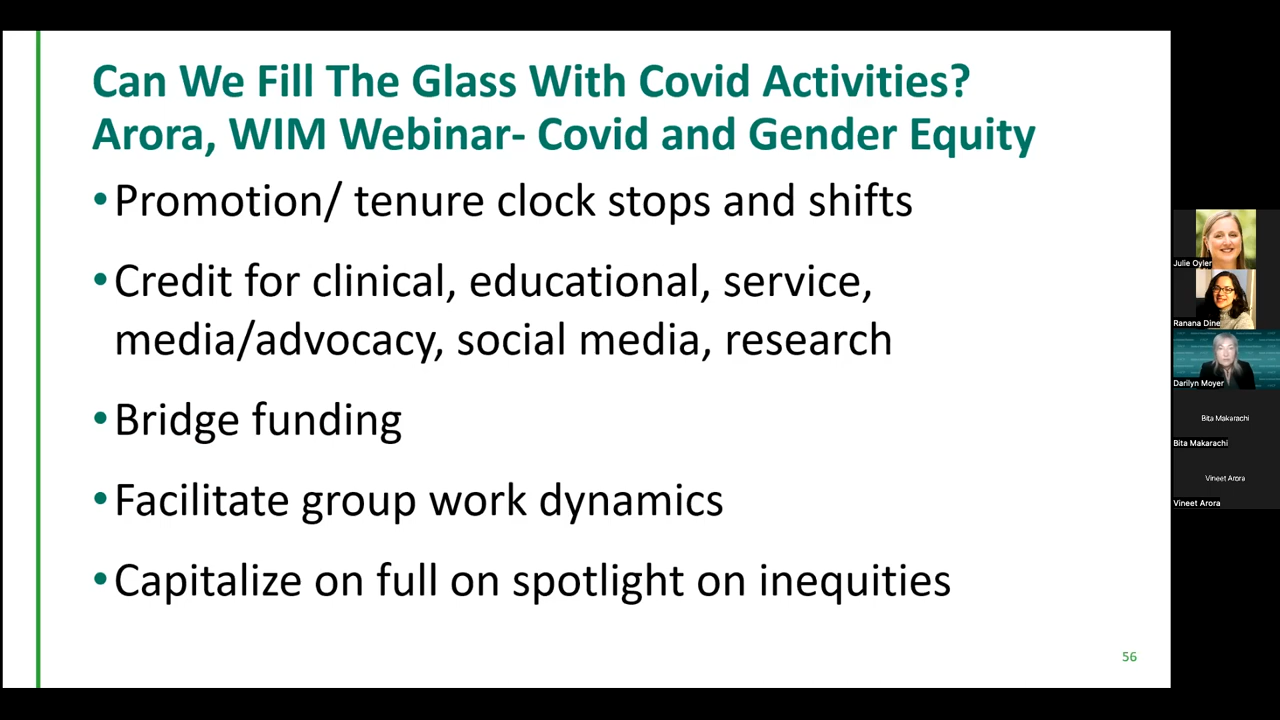 Can We Fill The Glass With Covid Activities?
Arora, WIM Webinar- Covid and Gender Equity
•Promotion/ tenure clock stops and shifts
•Credit for clinical, educational, service,
media/advocacy, social media, research
•Bridge funding
•Facilitate group work dynamics
•Capitalize on full on spotlight on inequities
56
Julie Oyler
Ranana Dine
Darilyn Moyer
Bita Makarachi
Bita Makarachi
Vineet Arora
Vineet Arora